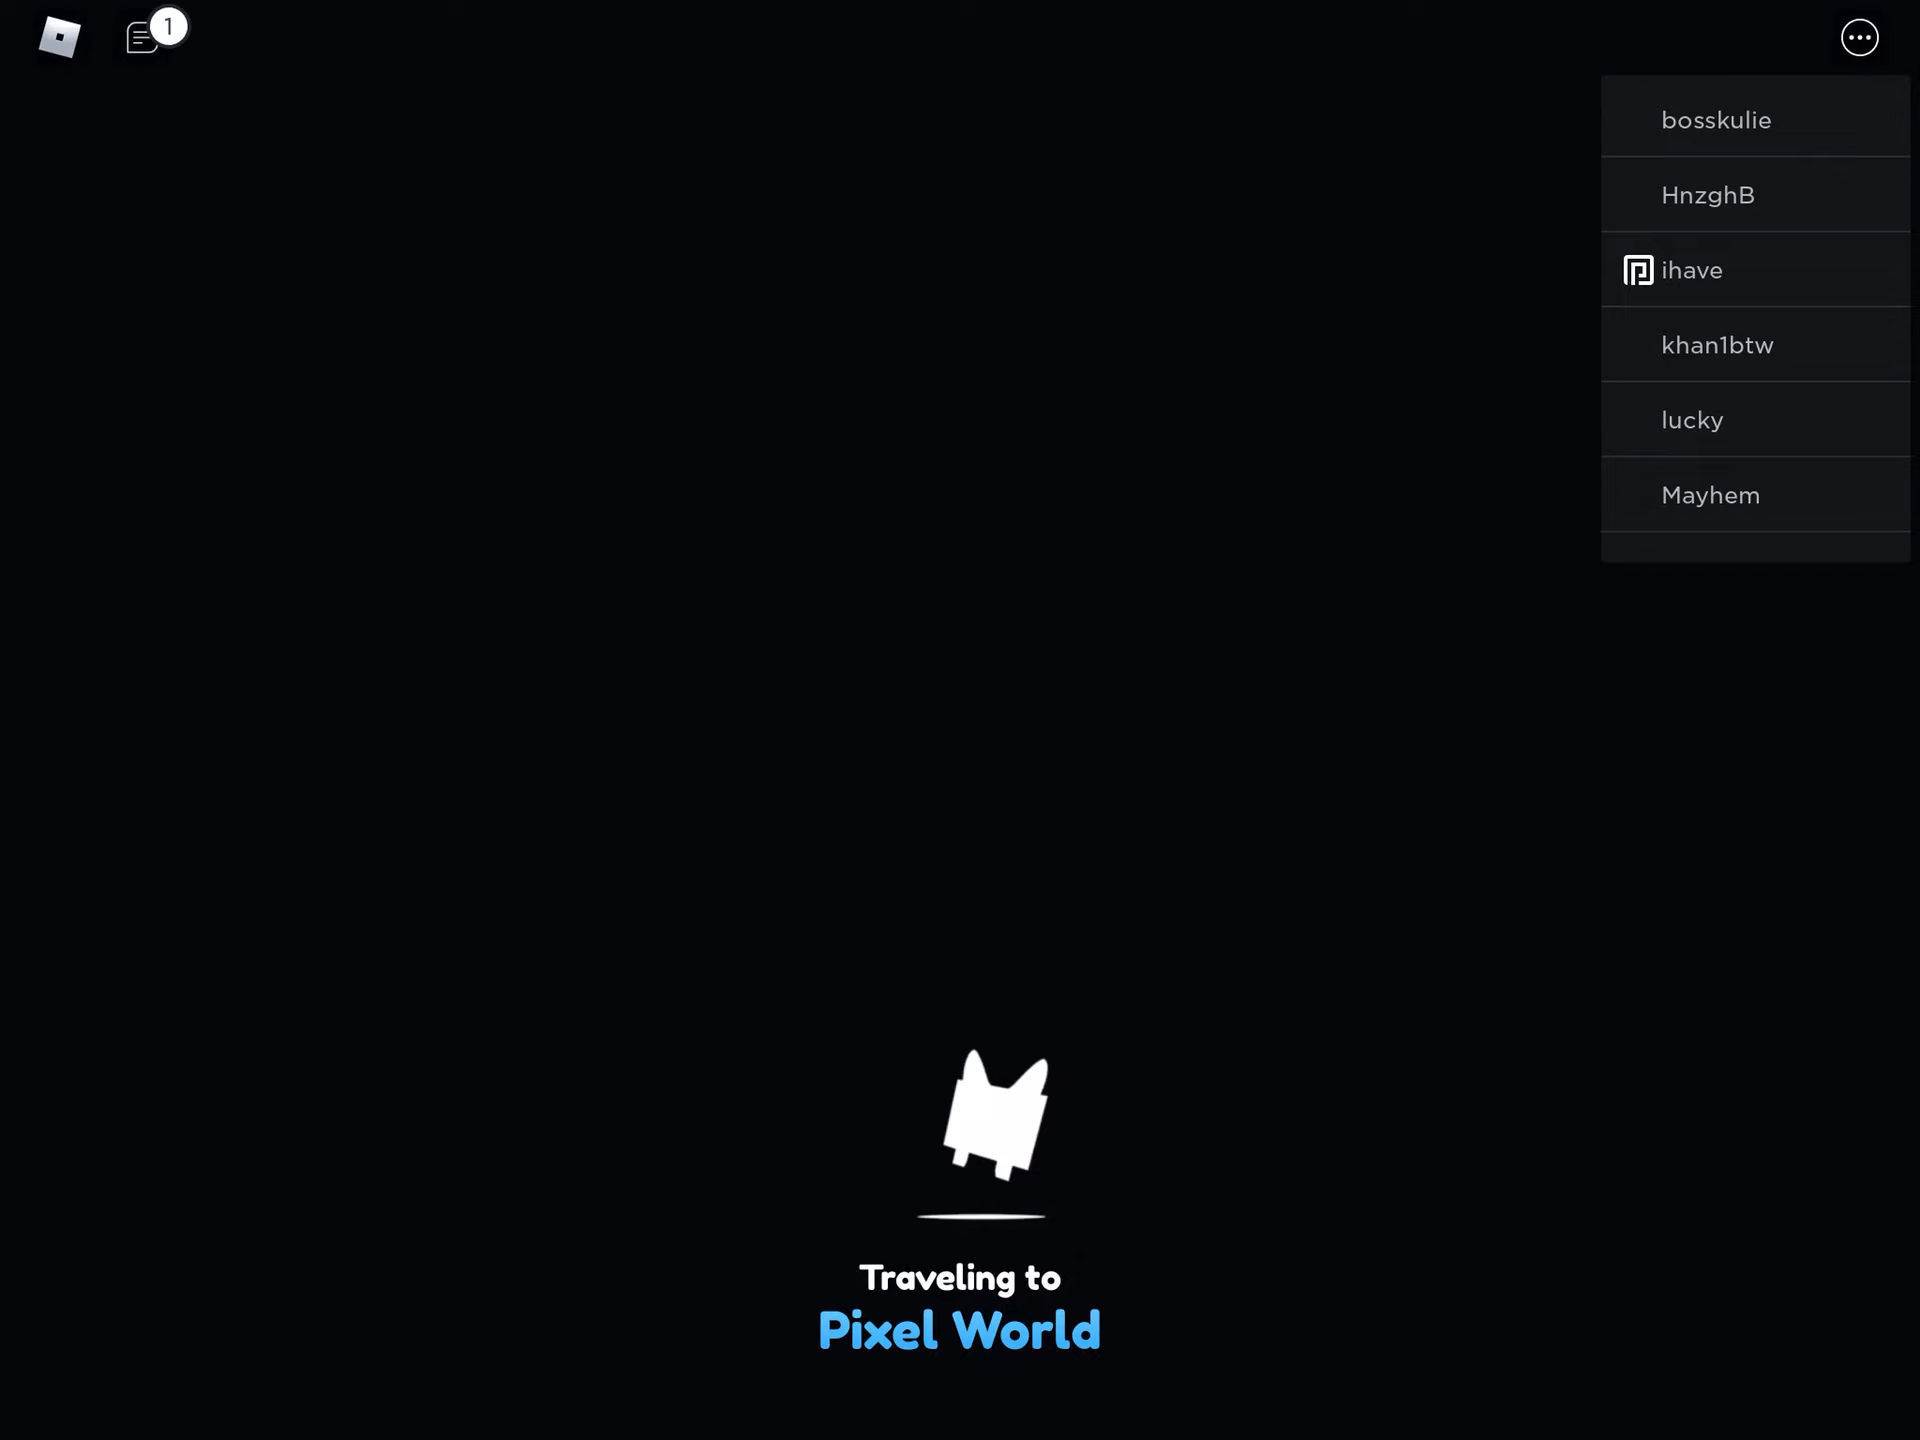 1
bosskulie
HnzghB
ihave
khan1btw
lucky
Mayhem
Traveling to
Pixel World